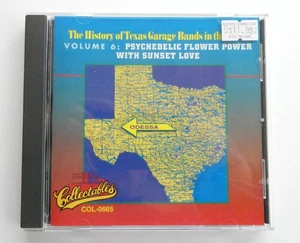 The History of Texas Garage Bands in the
VOLUME 6: PSYCHEDELIC FLOWER POWER
WITH SUNSET LOVE
ODESSA
Collectables
COL-0665